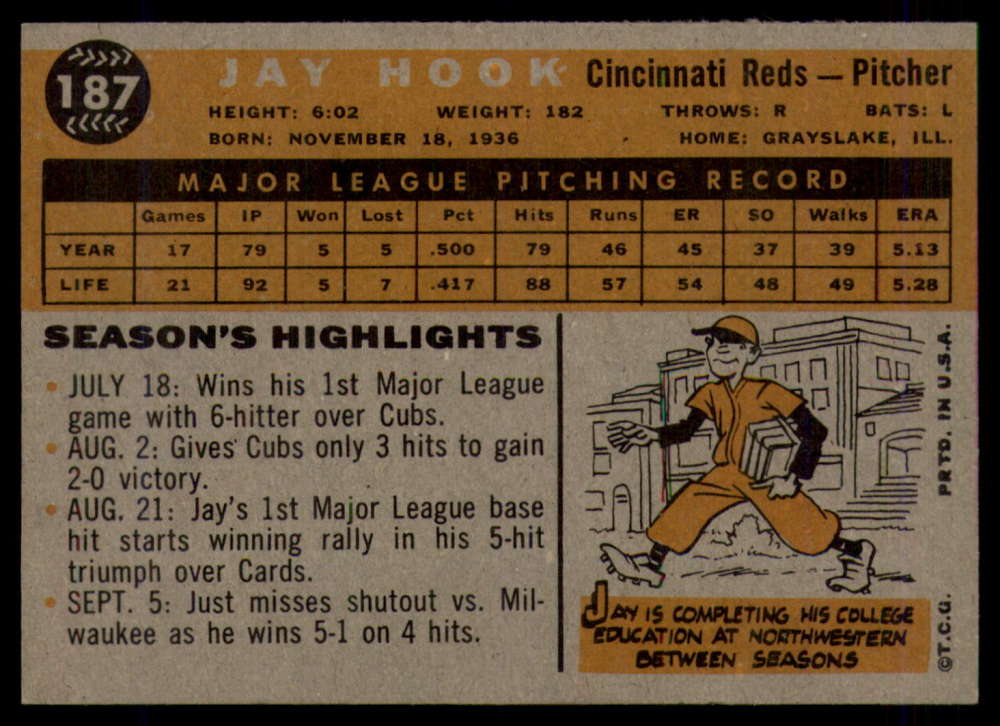 187
JAY HOOK Cincinnati Reds — Pitcher
HEIGHT: 6:02 WEIGHT: 182 THROWS: R BATS: L
BORN: NOVEMBER 18, 1936 HOME: GRAYSLAKE, ILL.
MAJOR LEAGUE PITCHING RECORD
Games IP Won Lost Pct Hits Runs ER SO Walks ERA
YEAR 17 79 5 5 .500 79 46 45 37 39 5.13
LIFE 21 92 5 7 .417 88 57 54 48 49 5.28
SEASON'S HIGHLIGHTS
• JULY 18: Wins his 1st Major League
game with 6-hitter over Cubs.
• AUG. 2: Gives Cubs only 3 hits to gain
2-0 victory.
• AUG. 21: Jay's 1st Major League base
hit starts winning rally in his 5-hit
triumph over Cards.
• SEPT. 5: Just misses shutout vs. Mil-
waukee as he wins 5-1 on 4 hits.
JAY IS COMPLETING HIS COLLEGE
EDUCATION AT NORTHWESTERN
BETWEEN SEASONS
©T.C.G. PRTD. IN U.S.A.